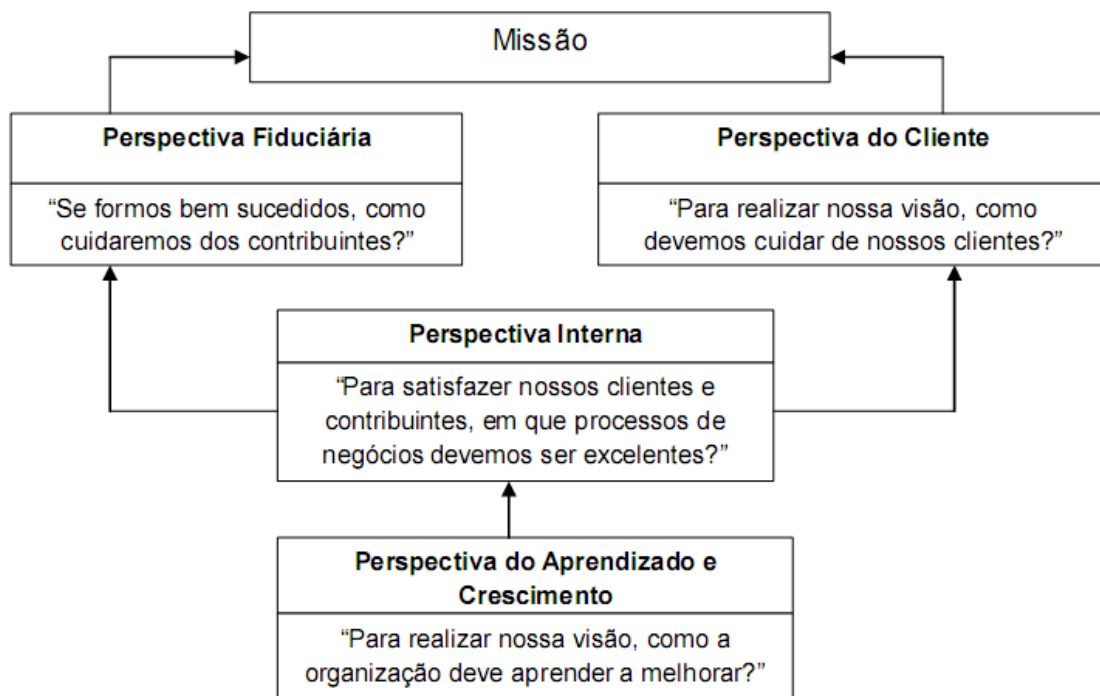 Missão
Perspectiva Fiduciária
“Se formos bem sucedidos, como
cuidaremos dos contribuintes?”
Perspectiva do Cliente
“Para realizar nossa visão, como
devemos cuidar de nossos clientes?”
Perspectiva Interna
“Para satisfazer nossos clientes e
contribuintes, em que processos de
negócios devemos ser excelentes?”
Perspectiva do Aprendizado e
Crescimento
“Para realizar nossa visão, como a
organização deve aprender a melhorar?”